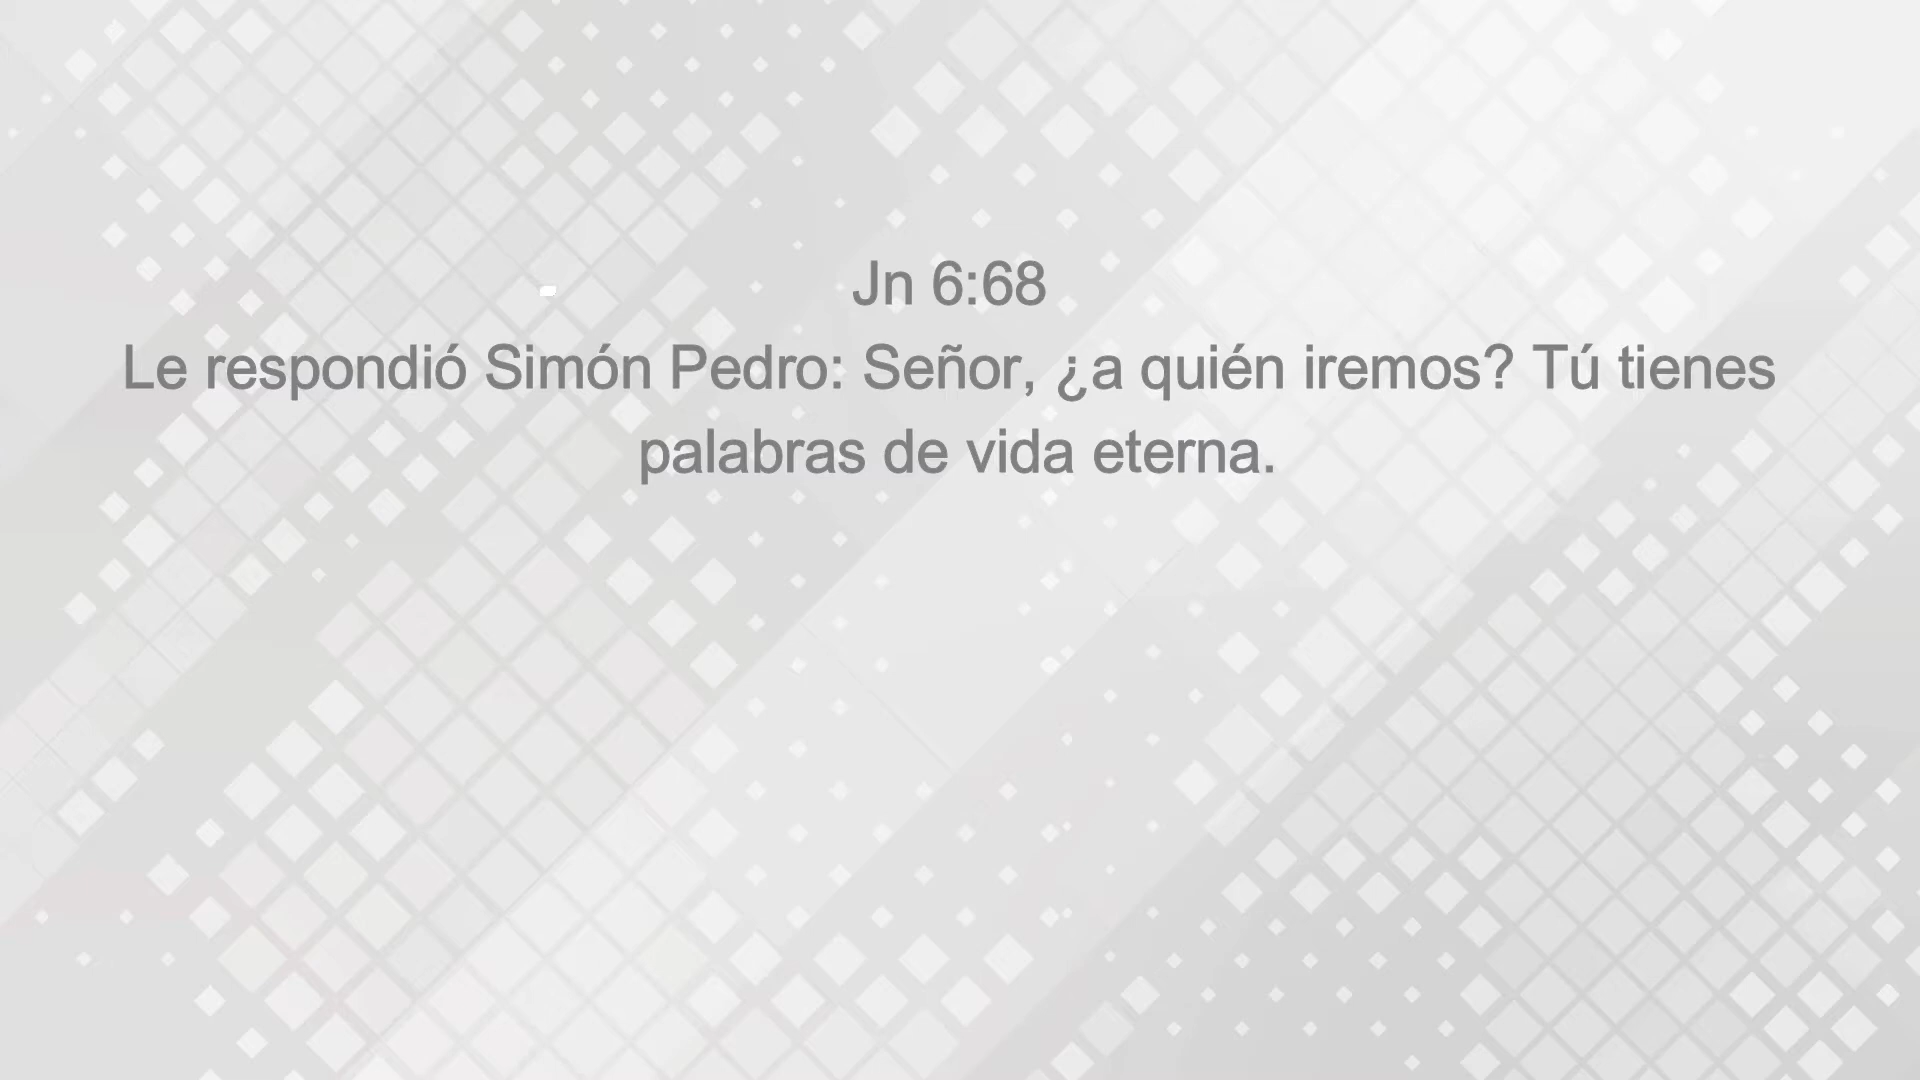 Jn 6:68
Le respondió Simón Pedro: Señor, ¿a quién iremos? Tú tienes
palabras de vida eterna.